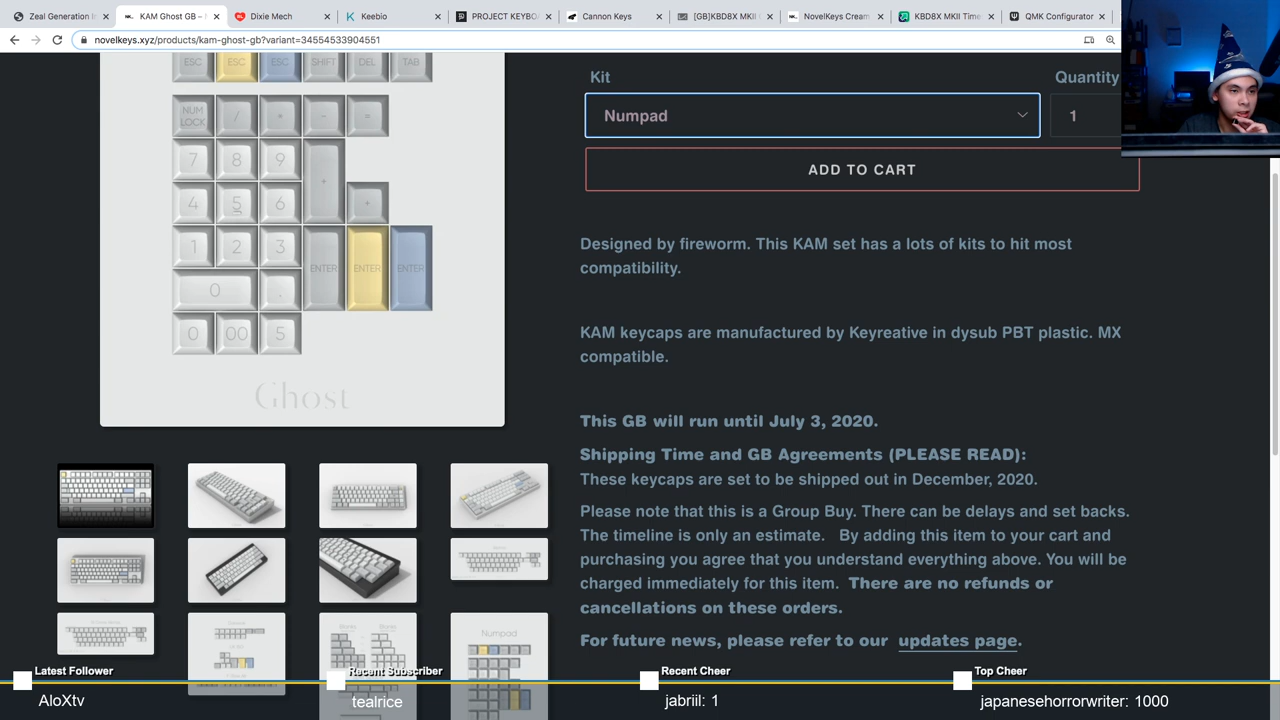 Zeal Generation In
KAM Ghost GB –
Dixie Mech
Keebio
PROJECT KEYBO
Cannon Keys
[GB]KBD8X MKII
NovelKeys Cream
KBD8X MKII Time
QMK Configurator
novelkeys.xyz/products/kam-ghost-gb?variant=34554533904551
ESC ESC ESC SHIFT DEL TAB
NUM LOCK / * - =
7 8 9 +
4 5 6 +
1 2 3 ENTER ENTER ENTER
0 .
0 00 5
Ghost
Kit
Quantity
Numpad
1
ADD TO CART
Designed by fireworm. This KAM set has a lots of kits to hit most
compatibility.
KAM keycaps are manufactured by Keyreative in dysub PBT plastic. MX
compatible.
This GB will run until July 3, 2020.
Shipping Time and GB Agreements (PLEASE READ):
These keycaps are set to be shipped out in December, 2020.
Please note that this is a Group Buy. There can be delays and set backs.
The timeline is only an estimate. By adding this item to your cart and
purchasing you agree that you understand everything above. You will be
charged immediately for this item. There are no refunds or
cancellations on these orders.
For future news, please refer to our updates page.
Numpad
Latest Follower
AloXtv
Recent Subscriber
tealrice
Recent Cheer
jabriil: 1
Top Cheer
japanesehorrorwriter: 1000